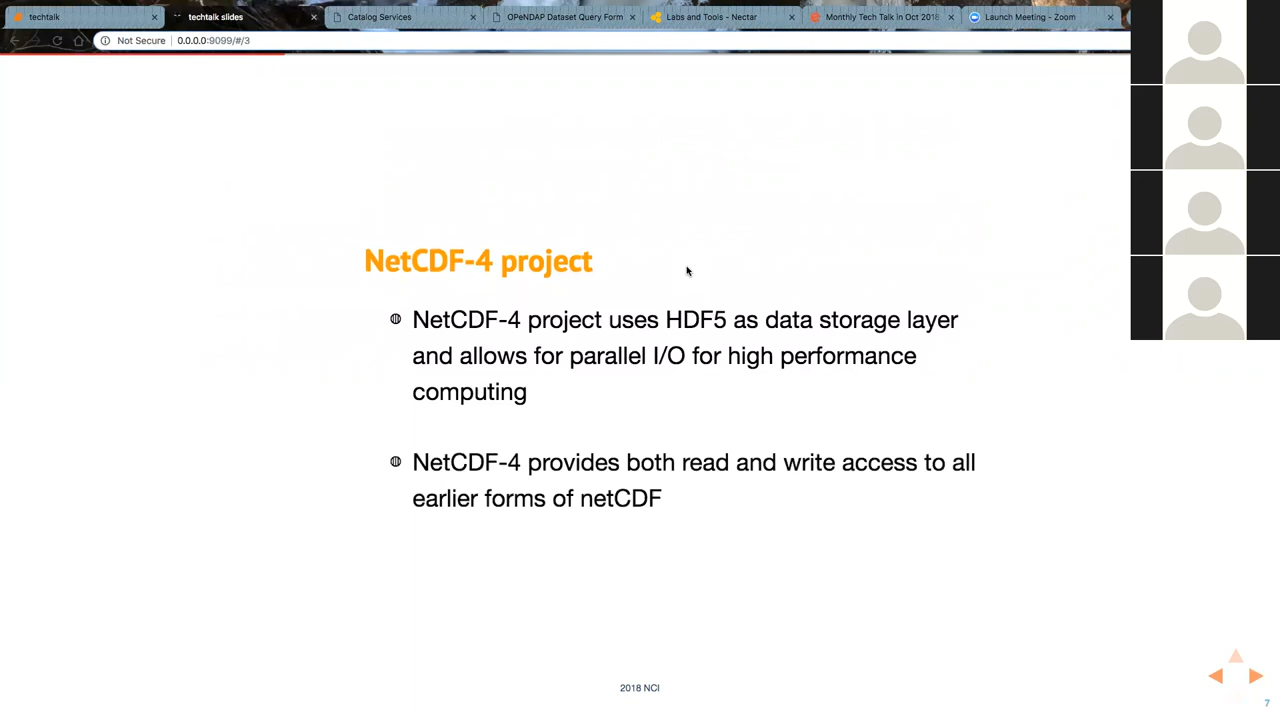 techtalk
techtalk slides
Catalog Services
OPeNDAP Dataset Query Form
Labs and Tools - Nectar
Monthly Tech Talk in Oct 2018
Launch Meeting - Zoom
Not Secure
0.0.0.0:9099/#/3
NetCDF-4 project
NetCDF-4 project uses HDF5 as data storage layer
and allows for parallel I/O for high performance
computing
NetCDF-4 provides both read and write access to all
earlier forms of netCDF
2018 NCI
7